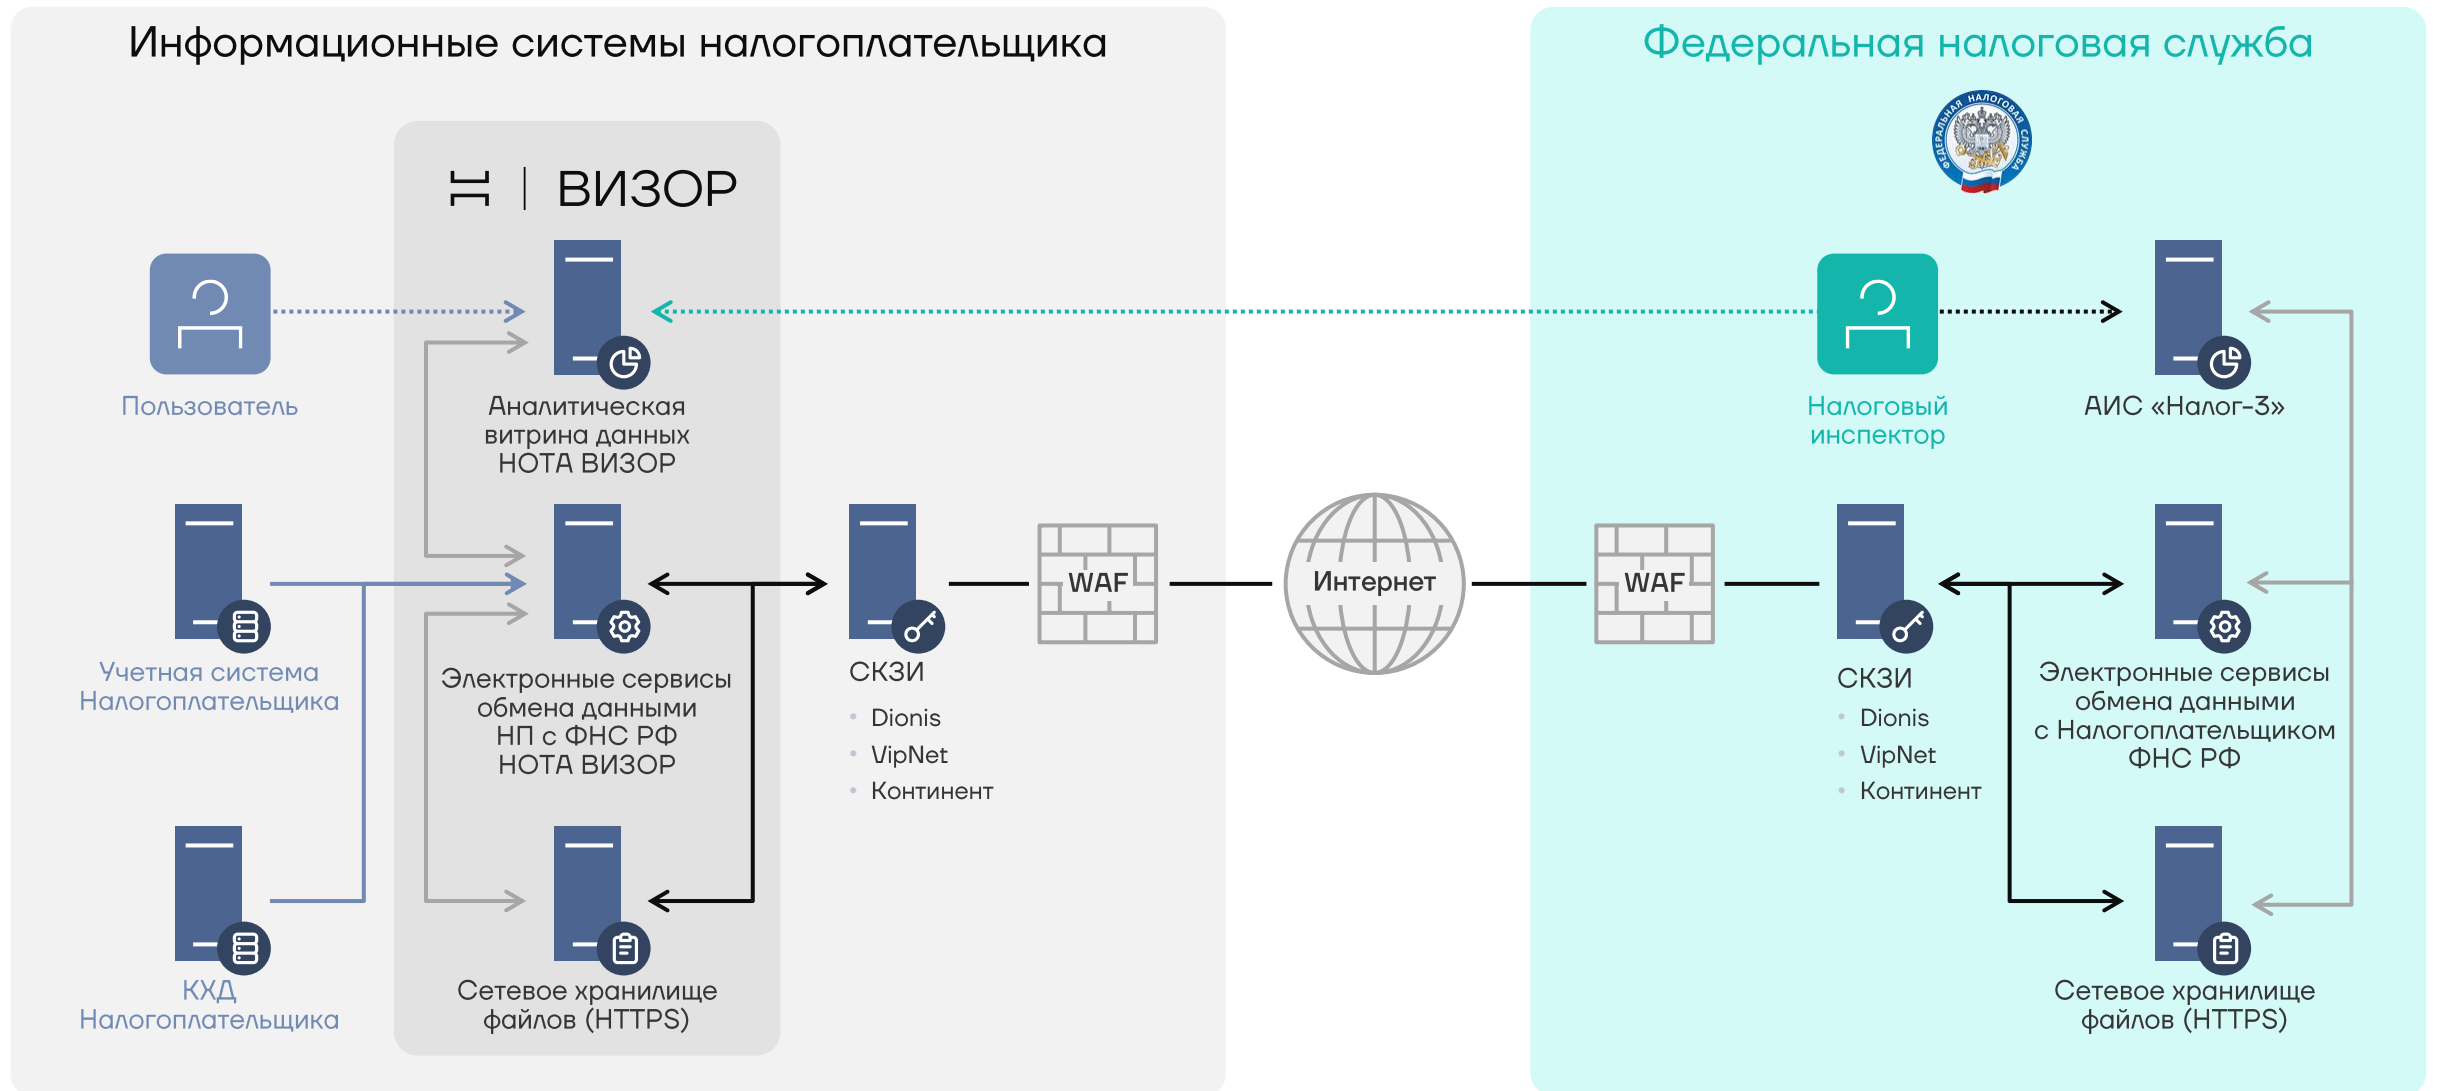 Информационные системы налогоплательщика
Федеральная налоговая служба
ФЕДЕРАЛЬНАЯ НАЛОГОВАЯ СЛУЖБА
ВИЗОР
Пользователь
Аналитическая
витрина данных
НОТА ВИЗОР
Налоговый
инспектор
АИС «Налог-3»
Учетная система
Налогоплательщика
Электронные сервисы
обмена данными
НП с ФНС РФ
НОТА ВИЗОР
СКЗИ
• Dionis
• VipNet
• Континент
WAF
Интернет
WAF
СКЗИ
• Dionis
• VipNet
• Континент
Электронные сервисы
обмена данными
с Налогоплательщиком
ФНС РФ
КХД
Налогоплательщика
Сетевое хранилище
файлов (HTTPS)
Сетевое хранилище
файлов (HTTPS)